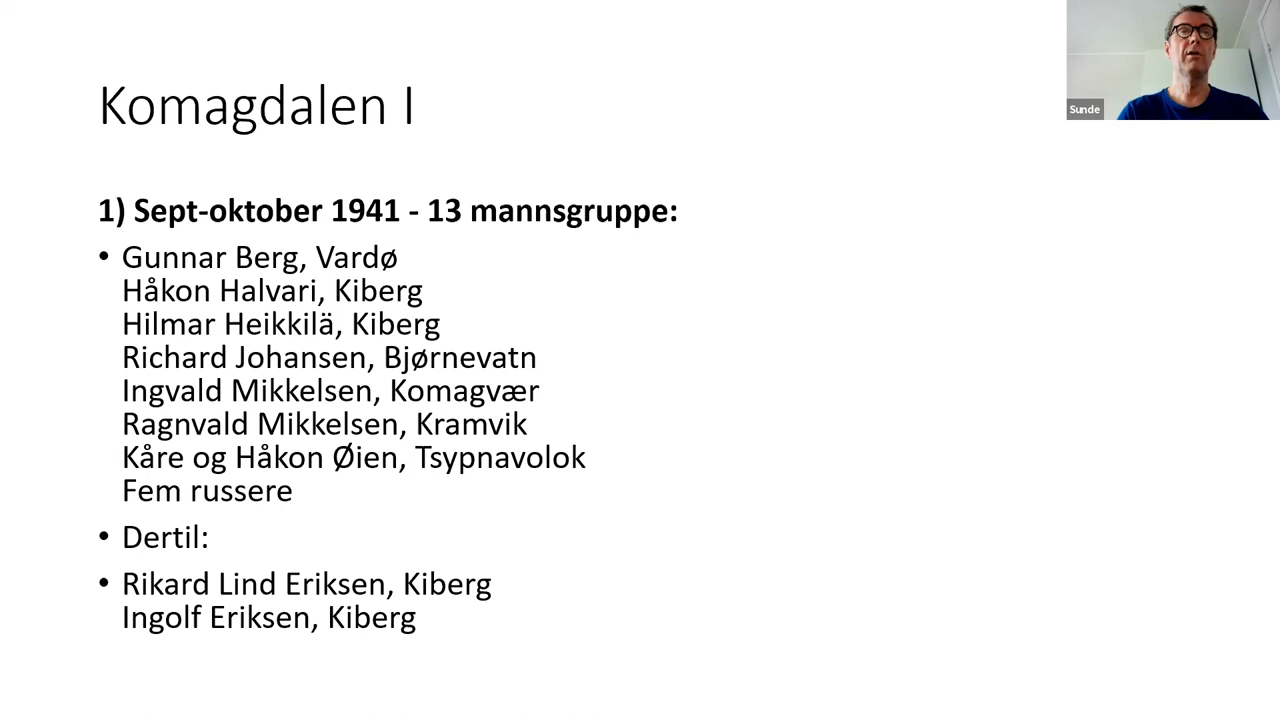 Komagdalen I
1) Sept-oktober 1941 - 13 mannsgruppe:
• Gunnar Berg, Vardø
Håkon Halvari, Kiberg
Hilmar Heikkilä, Kiberg
Richard Johansen, Bjørnevatn
Ingvald Mikkelsen, Komagvær
Ragnvald Mikkelsen, Kramvik
Kåre og Håkon Øien, Tsypnavolok
Fem russere
• Dertil:
• Rikard Lind Eriksen, Kiberg
Ingolf Eriksen, Kiberg
Sunde